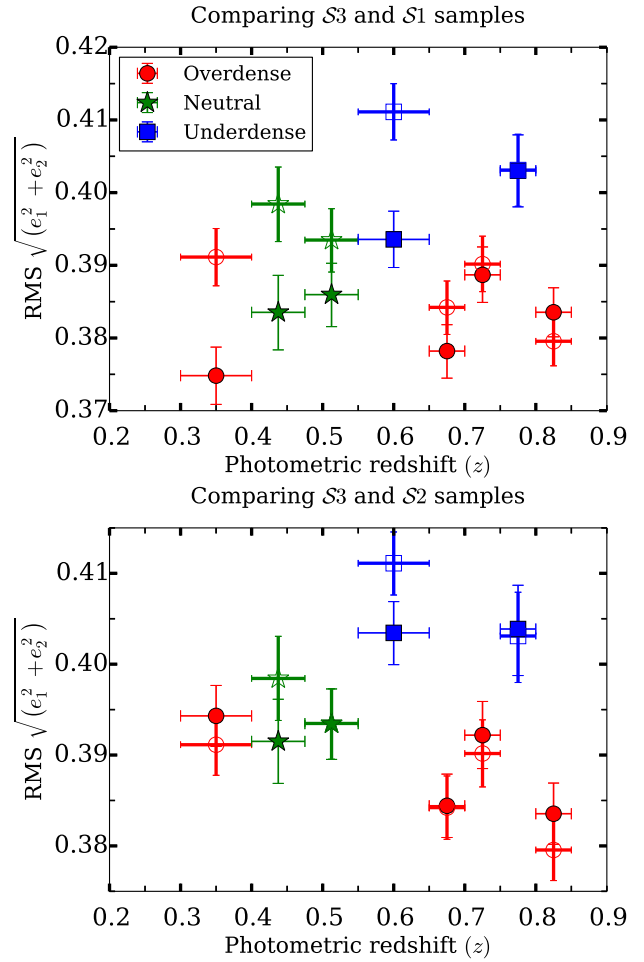 Comparing S3 and S1 samples
0.42
0.41
0.40
0.39
0.38
0.37
RMS √(e₁² + e₂²)
Overdense
Neutral
Underdense
0.2 0.3 0.4 0.5 0.6 0.7 0.8 0.9
Photometric redshift (z)
Comparing S3 and S2 samples
0.41
0.40
0.39
0.38
RMS √(e₁² + e₂²)
0.2 0.3 0.4 0.5 0.6 0.7 0.8 0.9
Photometric redshift (z)